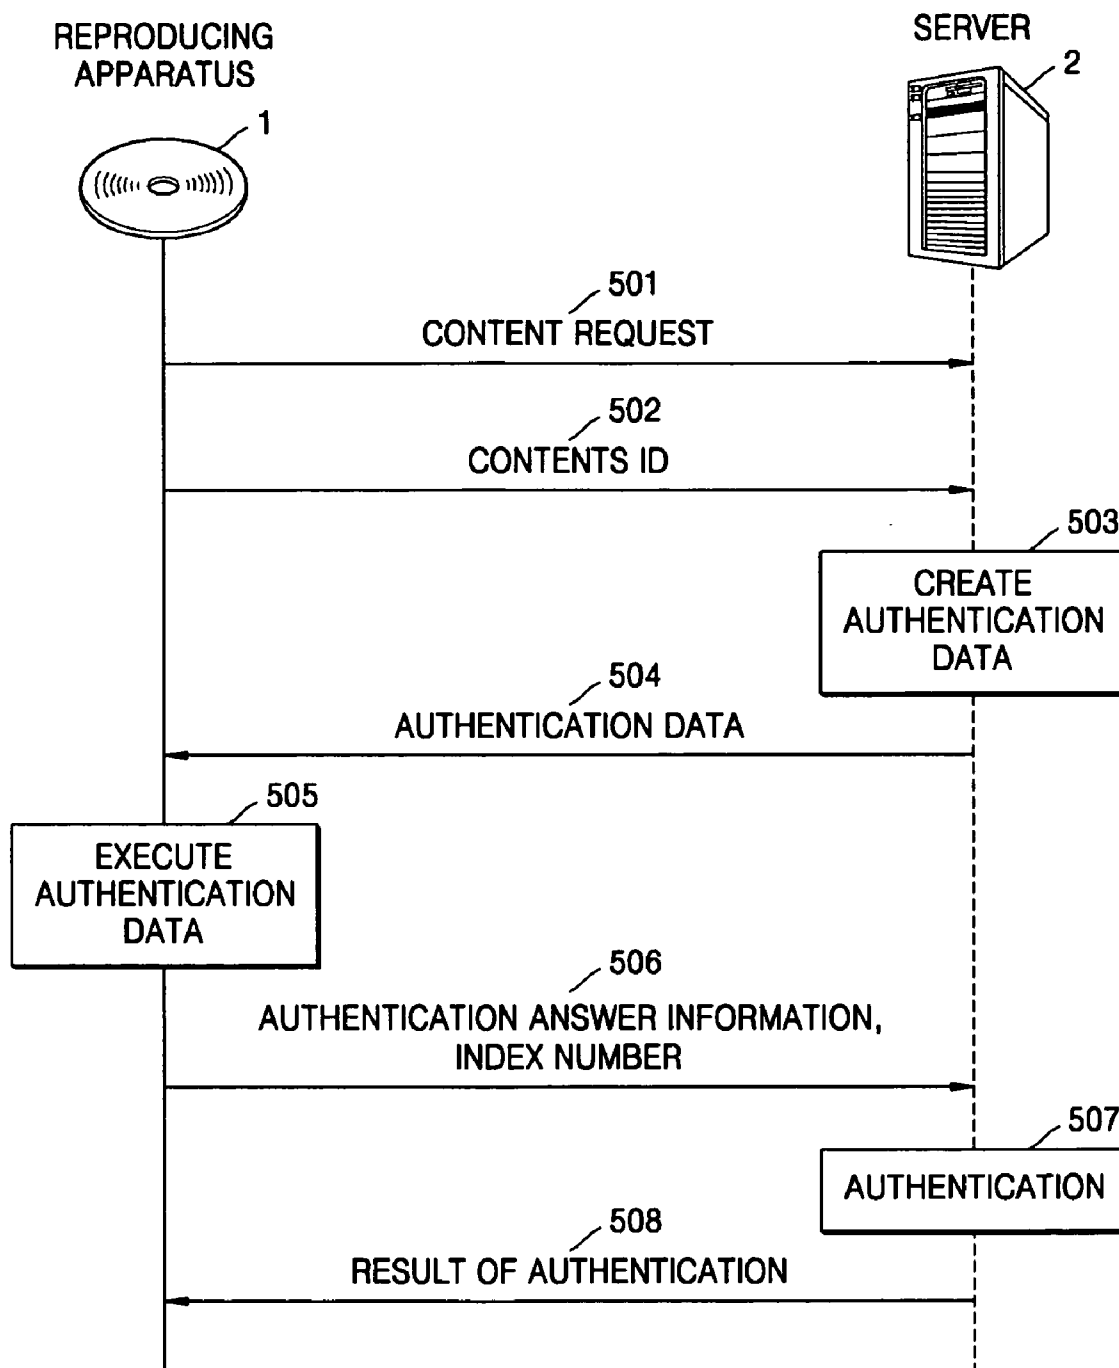 REPRODUCING
APPARATUS
1
SERVER
2
501
CONTENT REQUEST
502
CONTENTS ID
503
CREATE
AUTHENTICATION
DATA
504
AUTHENTICATION DATA
505
EXECUTE
AUTHENTICATION
DATA
506
AUTHENTICATION ANSWER INFORMATION,
INDEX NUMBER
507
AUTHENTICATION
508
RESULT OF AUTHENTICATION